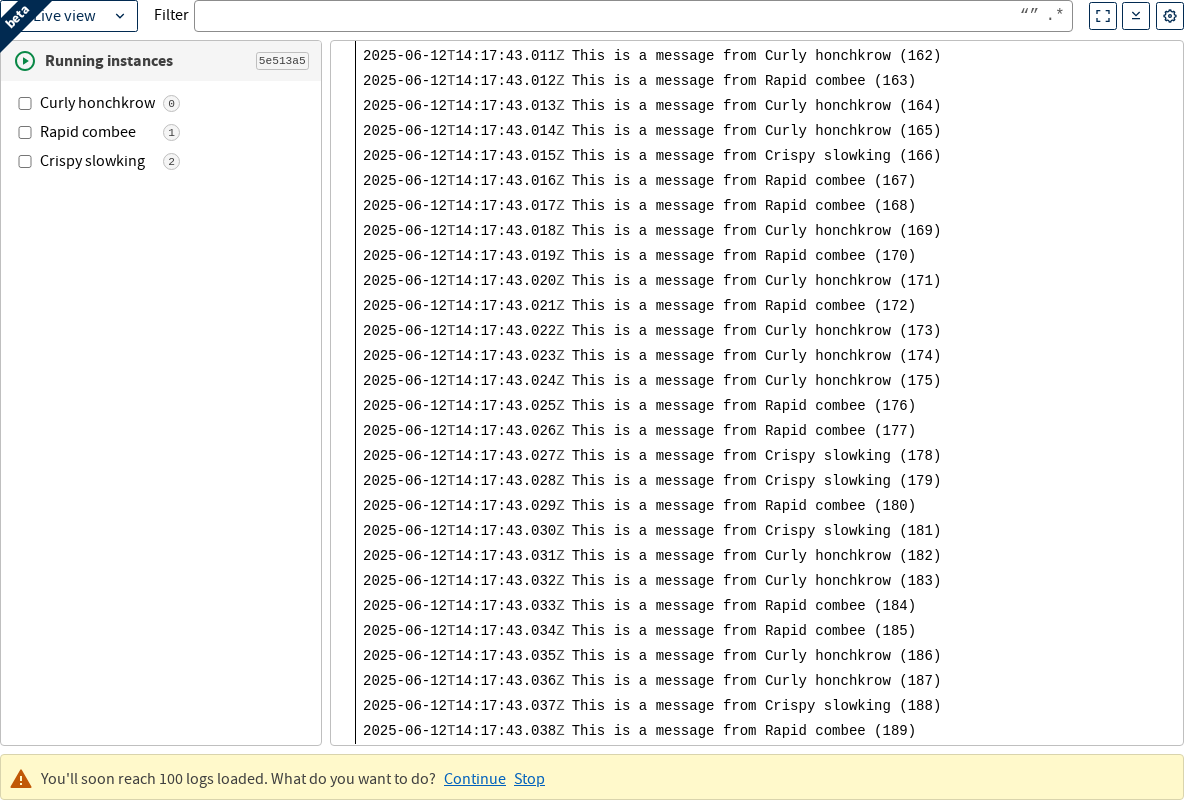 beta
Live view
Filter
“” .*
Running instances
5e513a5
Curly honchkrow 0
Rapid combee 1
Crispy slowking 2
2025-06-12T14:17:43.011Z This is a message from Curly honchkrow (162)
2025-06-12T14:17:43.012Z This is a message from Rapid combee (163)
2025-06-12T14:17:43.013Z This is a message from Curly honchkrow (164)
2025-06-12T14:17:43.014Z This is a message from Curly honchkrow (165)
2025-06-12T14:17:43.015Z This is a message from Crispy slowking (166)
2025-06-12T14:17:43.016Z This is a message from Rapid combee (167)
2025-06-12T14:17:43.017Z This is a message from Rapid combee (168)
2025-06-12T14:17:43.018Z This is a message from Curly honchkrow (169)
2025-06-12T14:17:43.019Z This is a message from Rapid combee (170)
2025-06-12T14:17:43.020Z This is a message from Curly honchkrow (171)
2025-06-12T14:17:43.021Z This is a message from Rapid combee (172)
2025-06-12T14:17:43.022Z This is a message from Curly honchkrow (173)
2025-06-12T14:17:43.023Z This is a message from Curly honchkrow (174)
2025-06-12T14:17:43.024Z This is a message from Curly honchkrow (175)
2025-06-12T14:17:43.025Z This is a message from Rapid combee (176)
2025-06-12T14:17:43.026Z This is a message from Rapid combee (177)
2025-06-12T14:17:43.027Z This is a message from Crispy slowking (178)
2025-06-12T14:17:43.028Z This is a message from Crispy slowking (179)
2025-06-12T14:17:43.029Z This is a message from Rapid combee (180)
2025-06-12T14:17:43.030Z This is a message from Crispy slowking (181)
2025-06-12T14:17:43.031Z This is a message from Curly honchkrow (182)
2025-06-12T14:17:43.032Z This is a message from Curly honchkrow (183)
2025-06-12T14:17:43.033Z This is a message from Rapid combee (184)
2025-06-12T14:17:43.034Z This is a message from Rapid combee (185)
2025-06-12T14:17:43.035Z This is a message from Curly honchkrow (186)
2025-06-12T14:17:43.036Z This is a message from Curly honchkrow (187)
2025-06-12T14:17:43.037Z This is a message from Crispy slowking (188)
2025-06-12T14:17:43.038Z This is a message from Rapid combee (189)
You'll soon reach 100 logs loaded. What do you want to do? Continue Stop